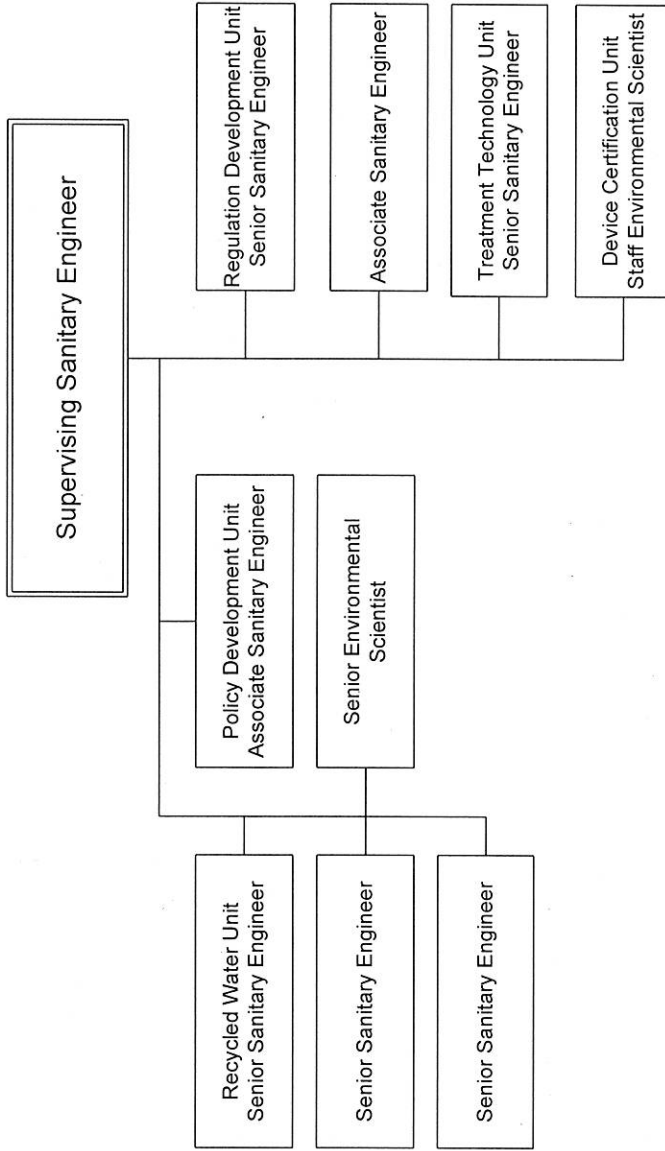 Supervising Sanitary Engineer
Recycled Water Unit
Senior Sanitary Engineer
Senior Sanitary Engineer
Senior Sanitary Engineer
Policy Development Unit
Associate Sanitary Engineer
Senior Environmental
Scientist
Regulation Development Unit
Senior Sanitary Engineer
Associate Sanitary Engineer
Treatment Technology Unit
Senior Sanitary Engineer
Device Certification Unit
Staff Environmental Scientist